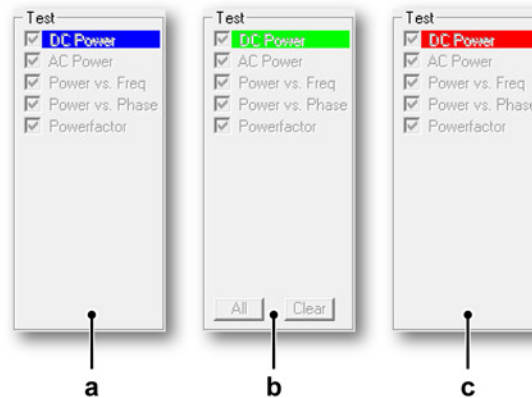 Test
DC Power
AC Power
Power vs. Freq
Power vs. Phase
Powerfactor
a
Test
DC Power
AC Power
Power vs. Freq
Power vs. Phase
Powerfactor
All
Clear
b
Test
DC Power
AC Power
Power vs. Freq
Power vs. Phase
Powerfactor
c